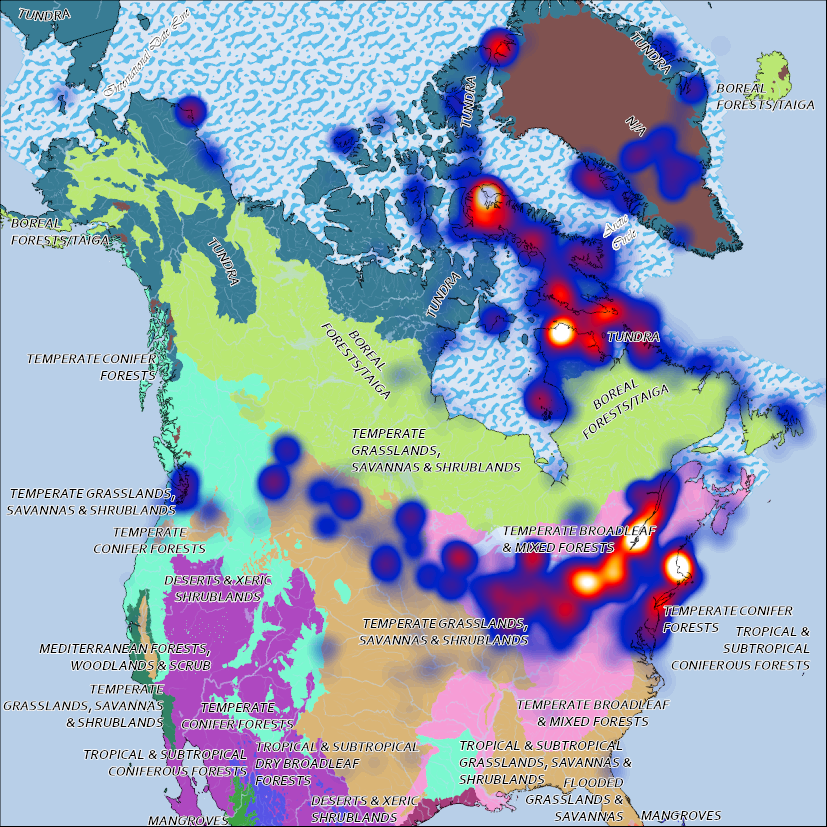 TUNDRA
International Date Line
TUNDRA
TUNDRA
BOREAL
FORESTS/TAIGA
N/A
BOREAL
FORESTS/TAIGA
TUNDRA
Arctic
Circle
TUNDRA
TUNDRA
TEMPERATE CONIFER
FORESTS
BOREAL
FORESTS/TAIGA
BOREAL
FORESTS/TAIGA
TEMPERATE
GRASSLANDS,
SAVANNAS & SHRUBLANDS
TEMPERATE GRASSLANDS,
SAVANNAS & SHRUBLANDS
TEMPERATE
CONIFER FORESTS
TEMPERATE BROADLEAF
& MIXED FORESTS
DESERTS & XERIC
SHRUBLANDS
TEMPERATE GRASSLANDS,
SAVANNAS & SHRUBLANDS
TEMPERATE CONIFER
FORESTS
TROPICAL &
SUBTROPICAL
CONIFEROUS FORESTS
MEDITERRANEAN FORESTS,
WOODLANDS & SCRUB
TEMPERATE
GRASSLANDS, SAVANNAS
& SHRUBLANDS
TEMPERATE
CONIFER FORESTS
TEMPERATE BROADLEAF
& MIXED FORESTS
TROPICAL & SUBTROPICAL
CONIFEROUS FORESTS
TROPICAL & SUBTROPICAL
DRY BROADLEAF
FORESTS
TROPICAL & SUBTROPICAL
GRASSLANDS, SAVANNAS &
SHRUBLANDS
FLOODED
GRASSLANDS &
SAVANNAS
DESERTS & XERIC
SHRUBLANDS
MANGROVES
MANGROVES